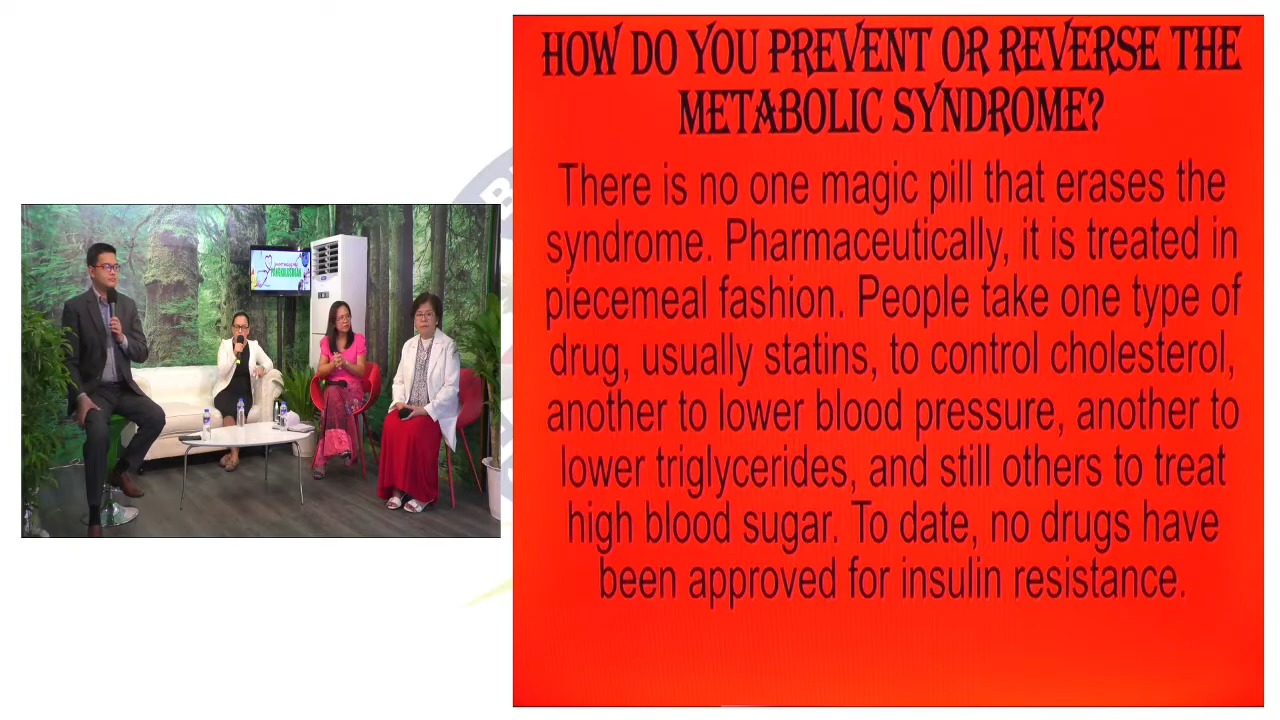 HOW DO YOU PREVENT OR REVERSE THE
METABOLIC SYNDROME?
There is no one magic pill that erases the
syndrome. Pharmaceutically, it is treated in
piecemeal fashion. People take one type of
drug, usually statins, to control cholesterol,
another to lower blood pressure, another to
lower triglycerides, and still others to treat
high blood sugar. To date, no drugs have
been approved for insulin resistance.